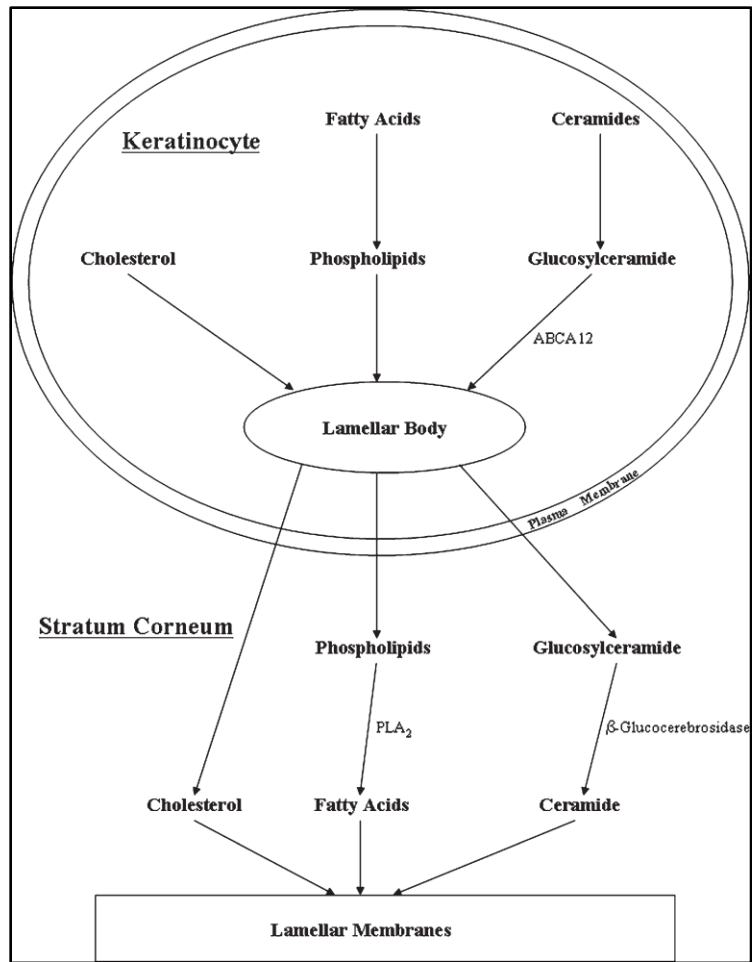 Fatty Acids
Ceramides
Keratinocyte
Cholesterol
Phospholipids
Glucosylceramide
ABCA12
Lamellar Body
Plasma Membrane
Stratum Corneum
Phospholipids
Glucosylceramide
PLA₂
β-Glucocerebrosidase
Cholesterol
Fatty Acids
Ceramide
Lamellar Membranes